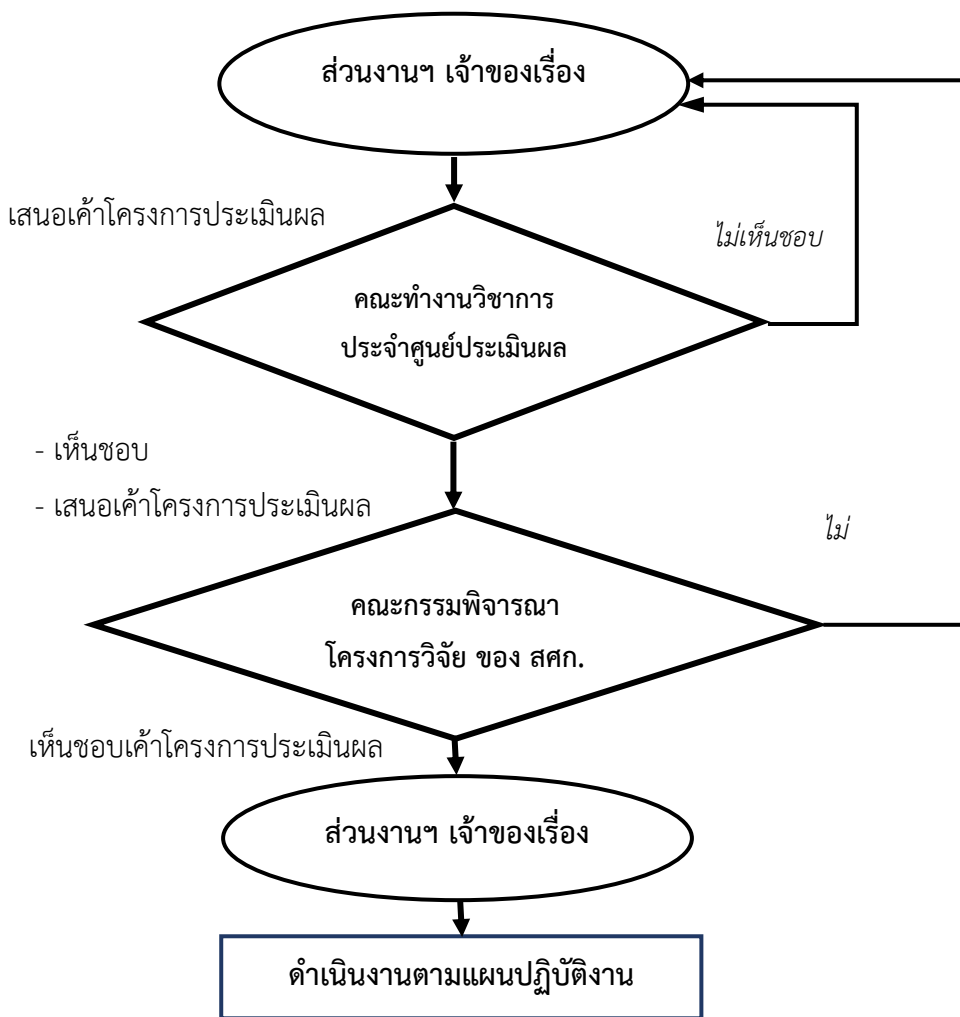 ส่วนงานฯ เจ้าของเรื่อง
เสนอเค้าโครงการประเมินผล
ไม่เห็นชอบ
คณะทำงานวิชาการ
ประจำศูนย์ประเมินผล
- เห็นชอบ
- เสนอเค้าโครงการประเมินผล
ไม่
คณะกรรมพิจารณา
โครงการวิจัย ของ สศก.
เห็นชอบเค้าโครงการประเมินผล
ส่วนงานฯ เจ้าของเรื่อง
ดำเนินงานตามแผนปฏิบัติงาน